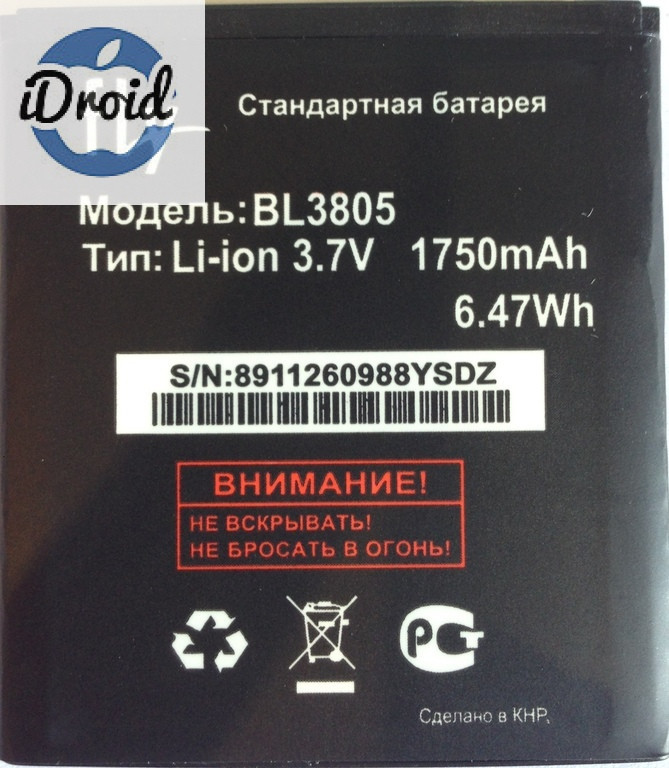 iDroid
Стандартная батарея
Модель: BL3805
Тип: Li-ion 3.7V 1750mAh
6.47Wh
S/N:8911260988YSDZ
ВНИМАНИЕ!
НЕ ВСКРЫВАТЬ!
НЕ БРОСАТЬ В ОГОНЬ!
РСТ
Сделано в КНР.